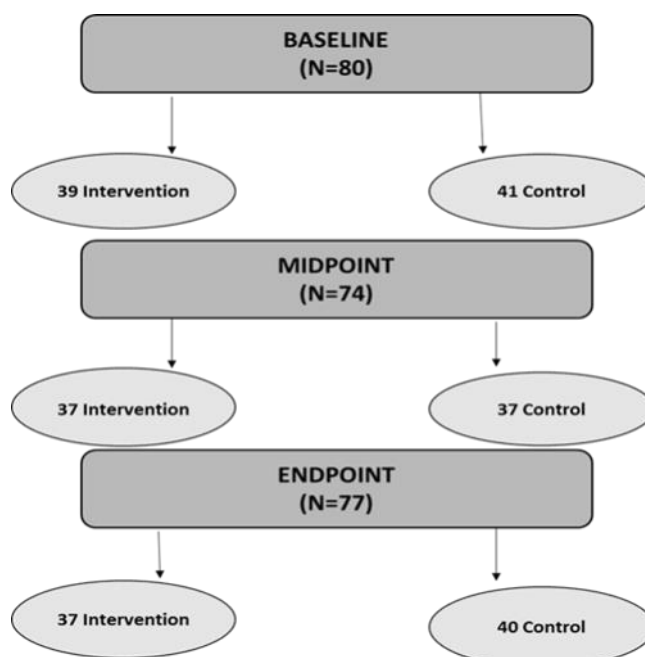 BASELINE
(N=80)
39 Intervention
41 Control
MIDPOINT
(N=74)
37 Intervention
37 Control
ENDPOINT
(N=77)
37 Intervention
40 Control